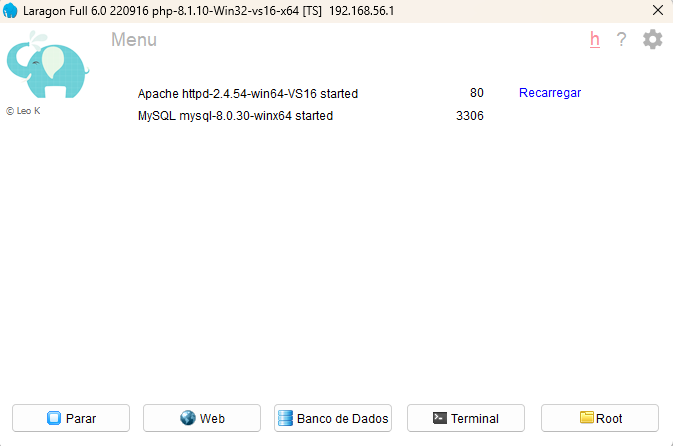 Laragon Full 6.0 220916 php-8.1.10-Win32-vs16-x64 [TS] 192.168.56.1
Menu h ?
Apache httpd-2.4.54-win64-VS16 started 80 Recarregar
© Leo K
MySQL mysql-8.0.30-winx64 started 3306
Parar Web Banco de Dados Terminal Root